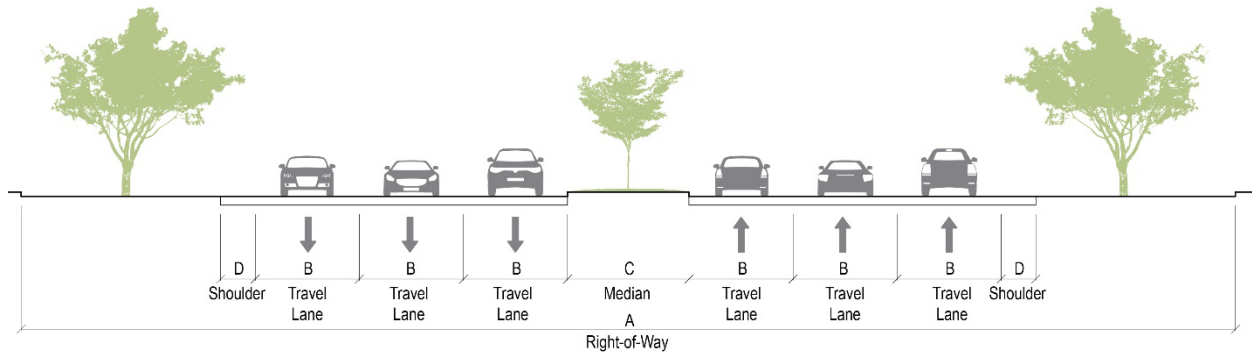 D B B B C B B B D
Shoulder Travel Travel Travel Median Travel Travel Travel Shoulder
Lane Lane Lane Lane Lane Lane
A
Right-of-Way